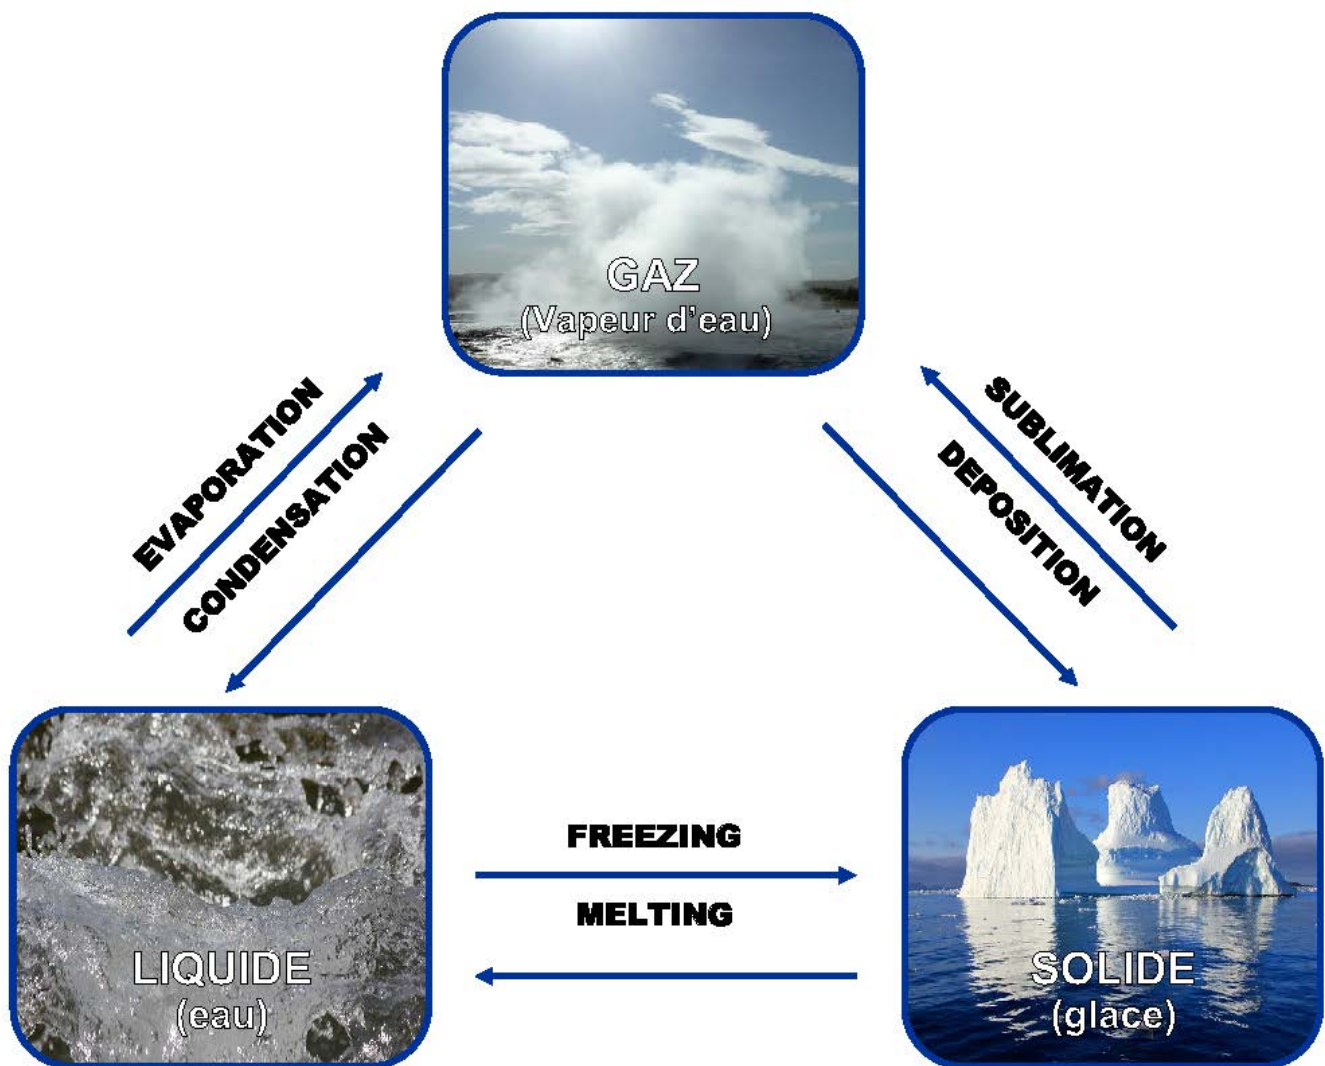 GAZ
(Vapeur d'eau)
EVAPORATION
CONDENSATION
SUBLIMATION
DEPOSITION
FREEZING
MELTING
LIQUIDE
(eau)
SOLIDE
(glace)